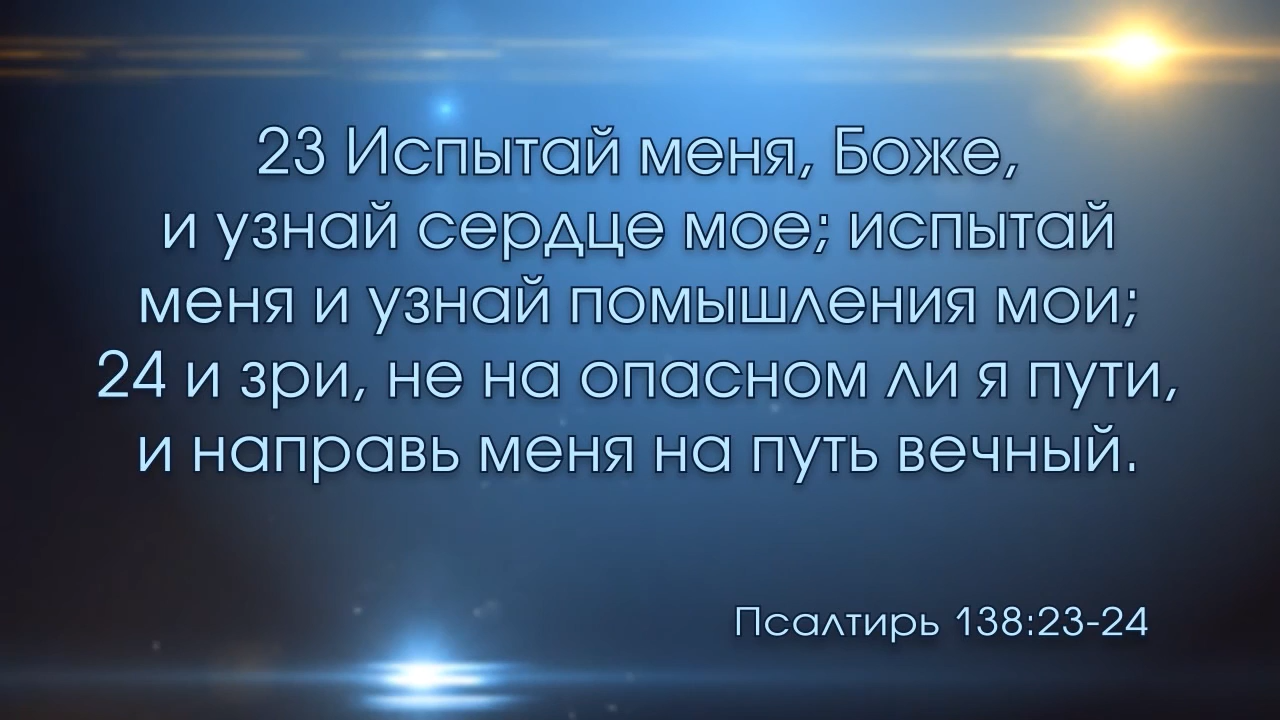 23 Испытай меня, Боже,
и узнай сердце мое; испытай
меня и узнай помышления мои;
24 и зри, не на опасном ли я пути,
и направь меня на путь вечный.
Псалтирь 138:23-24